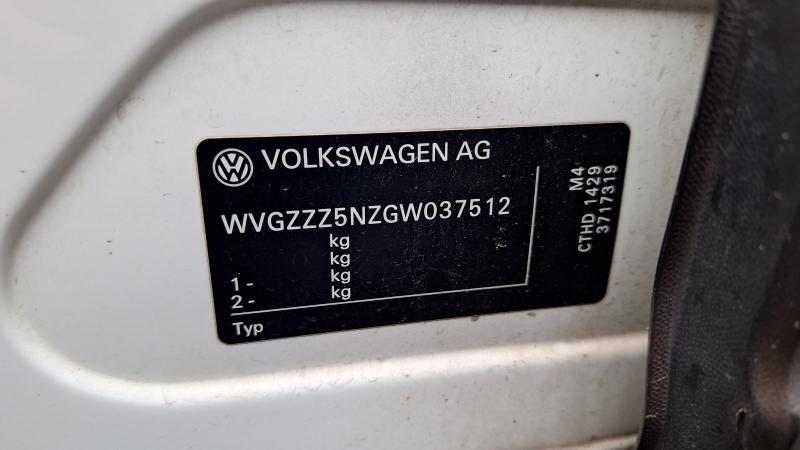 VOLKSWAGEN AG
WVGZZZ5NZGW037512
kg
kg
1 - kg
2 - kg
Typ
M4
CTHD 1429
3717319